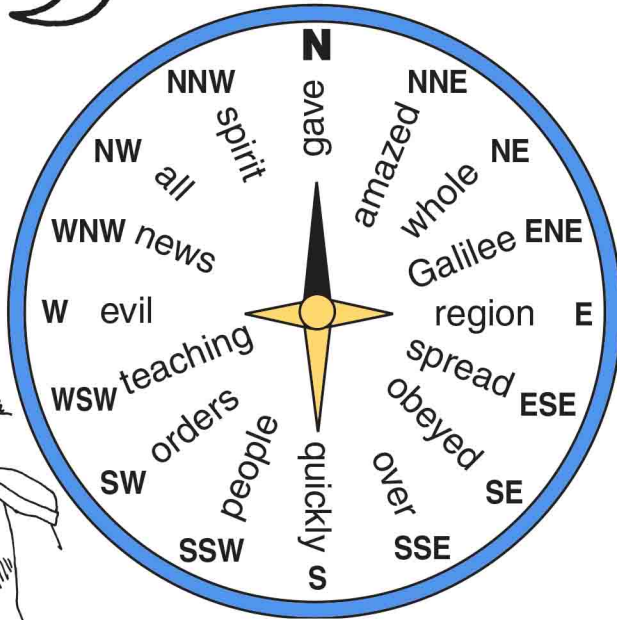 N
gave
NNE
amazed
NE
whole
ENE
Galilee
E
region
ESE
spread
SE
obeyed
SSE
over
S
quickly
SSW
people
SW
orders
WSW
teaching
W
evil
WNW
news
NW
all
NNW
spirit